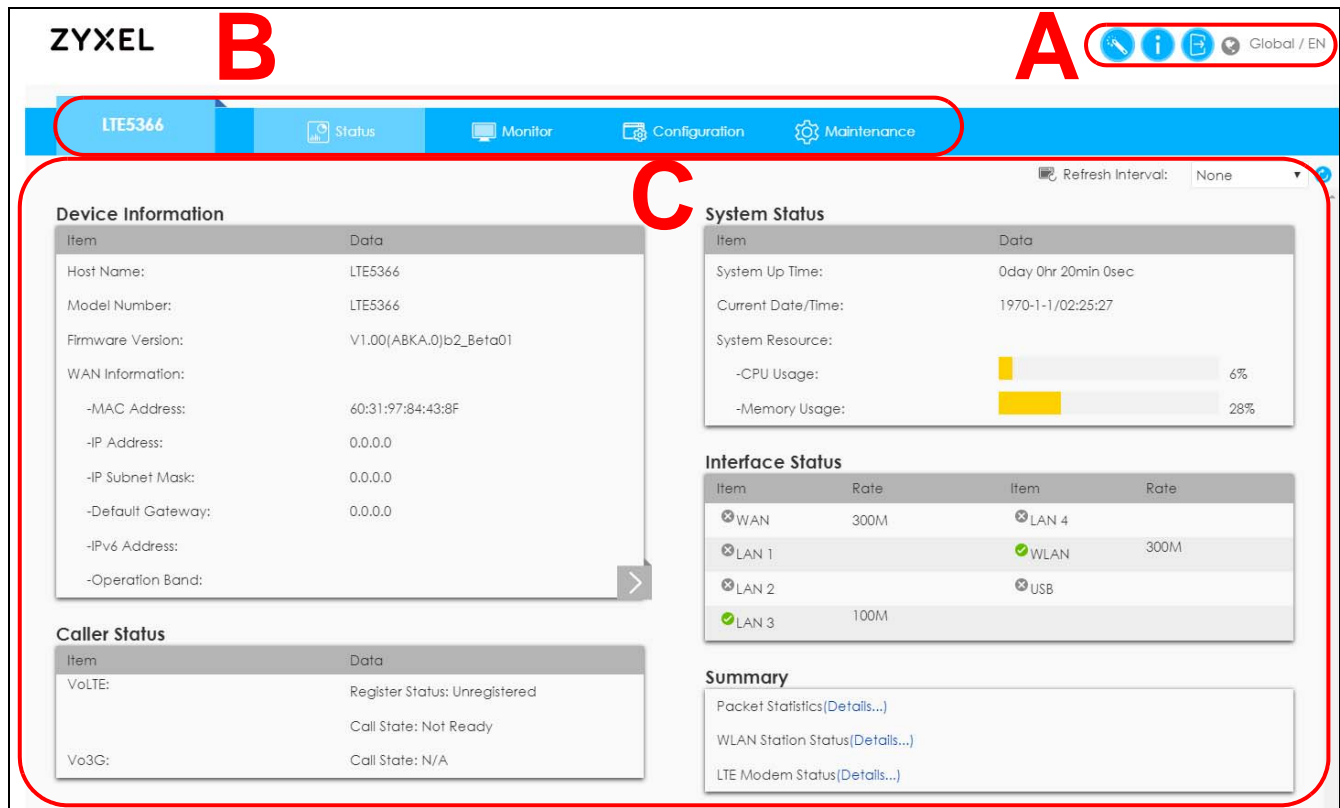 ZYXEL
B
A
Global / EN
LTE5366
Status
Monitor
Configuration
Maintenance
C
Refresh Interval: None
Device Information
Item Data
Host Name: LTE5366
Model Number: LTE5366
Firmware Version: V1.00(ABKA.0)b2_Beta01
WAN Information:
-MAC Address: 60:31:97:84:43:8F
-IP Address: 0.0.0.0
-IP Subnet Mask: 0.0.0.0
-Default Gateway: 0.0.0.0
-IPv6 Address:
-Operation Band:
Caller Status
Item Data
VoLTE: Register Status: Unregistered
Call State: Not Ready
Vo3G: Call State: N/A
System Status
Item Data
System Up Time: 0day 0hr 20min 0sec
Current Date/Time: 1970-1-1/02:25:27
System Resource:
-CPU Usage: 6%
-Memory Usage: 28%
Interface Status
Item Rate Item Rate
WAN 300M LAN 4
LAN 1 WLAN 300M
LAN 2 USB
LAN 3 100M
Summary
Packet Statistics(Details...)
WLAN Station Status(Details...)
LTE Modem Status(Details...)